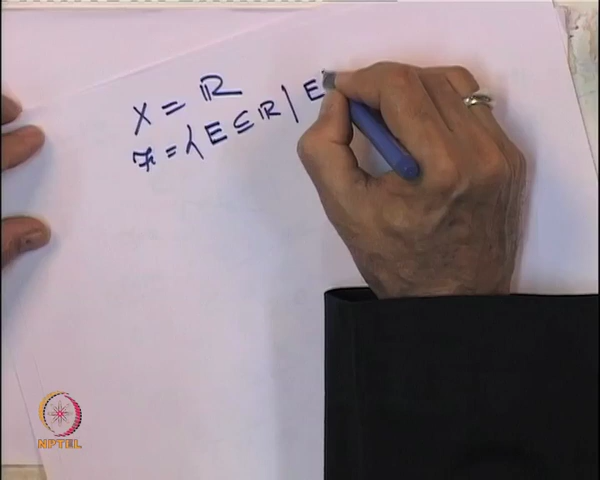 X = ℝ
𝓕 = { E ⊆ ℝ | E
NPTEL